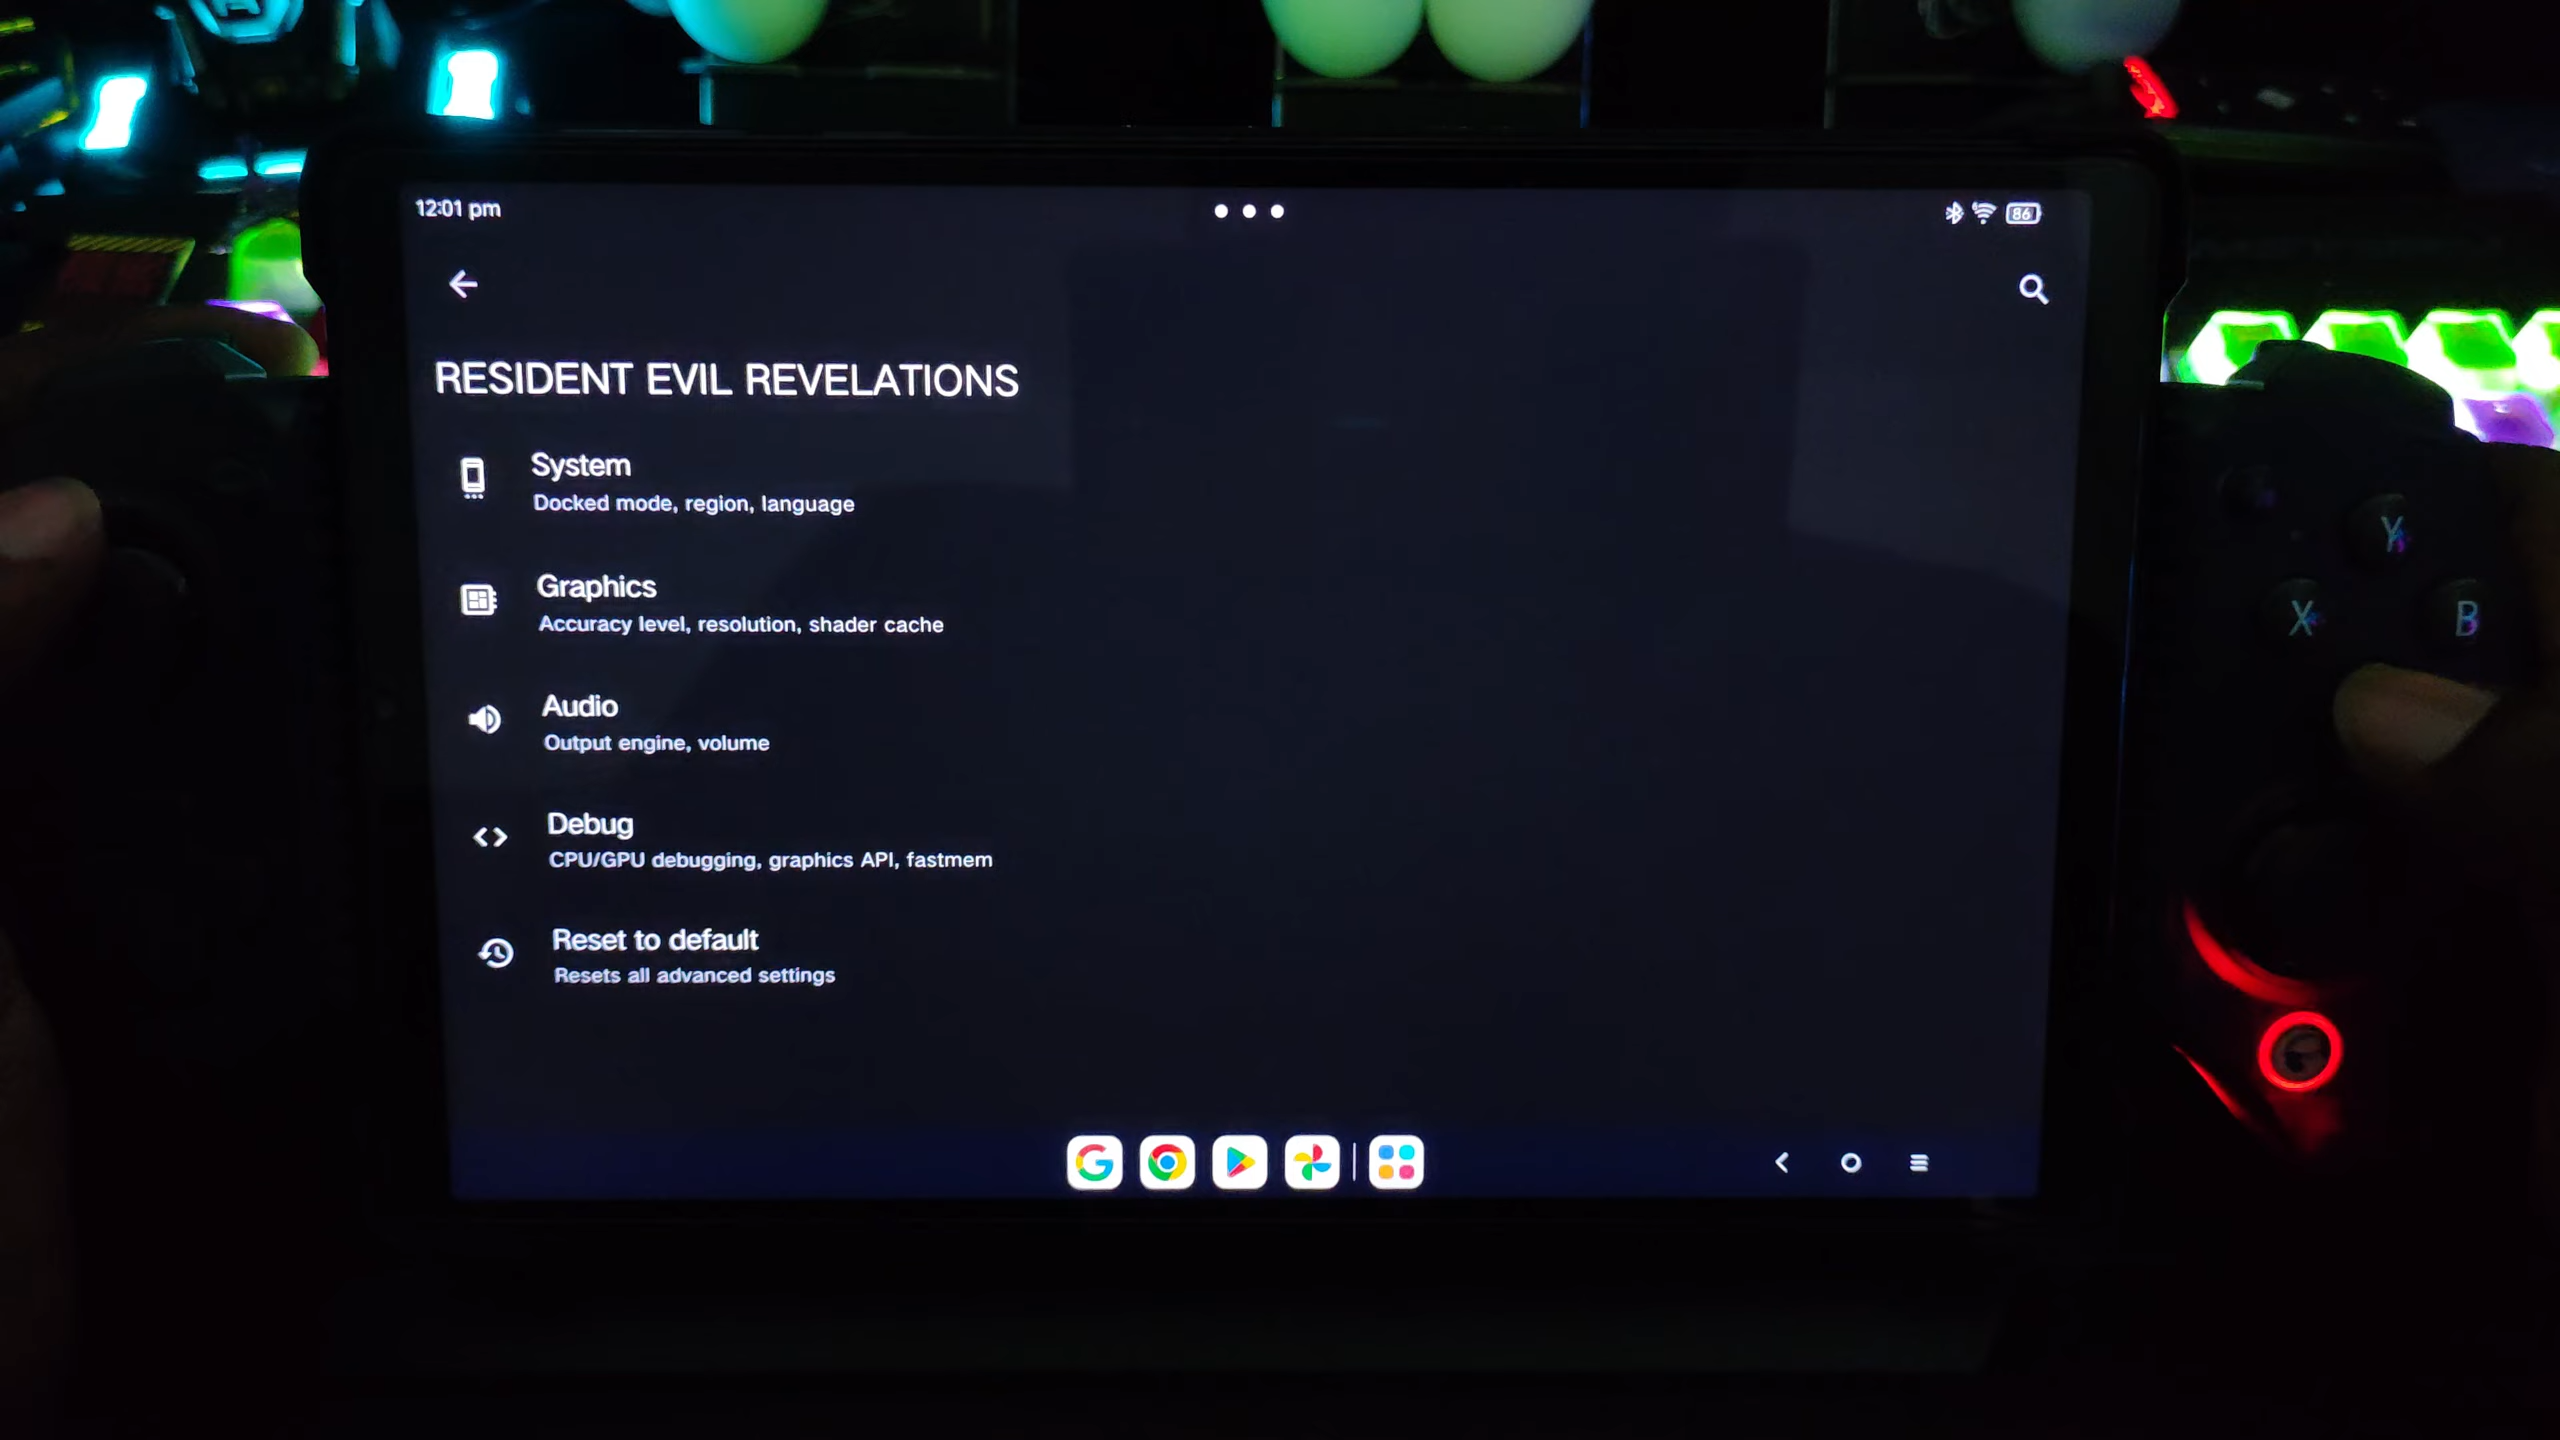 12:01 pm
86
RESIDENT EVIL REVELATIONS
System
Docked mode, region, language
Graphics
Accuracy level, resolution, shader cache
Audio
Output engine, volume
Debug
CPU/GPU debugging, graphics API, fastmem
Reset to default
Resets all advanced settings
Y
X
B